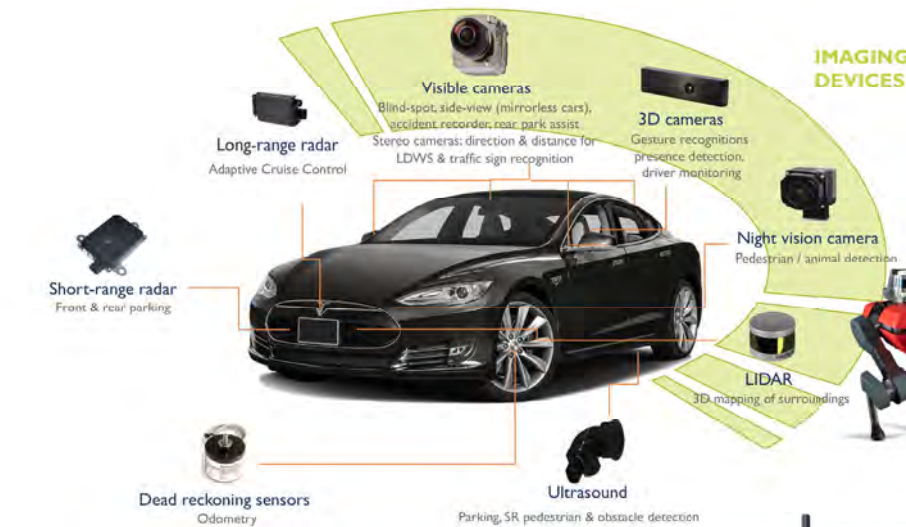 IMAGING
DEVICES
Visible cameras
Blind-spot, side-view (mirrorless cars),
accident recorder, rear park assist
Stereo cameras: direction & distance for
LDWS & traffic sign recognition
3D cameras
Gesture recognitions
presence detection,
driver monitoring
Long-range radar
Adaptive Cruise Control
Night vision camera
Pedestrian / animal detection
Short-range radar
Front & rear parking
LIDAR
3D mapping of surroundings
Dead reckoning sensors
Odometry
Ultrasound
Parking, SR pedestrian & obstacle detection